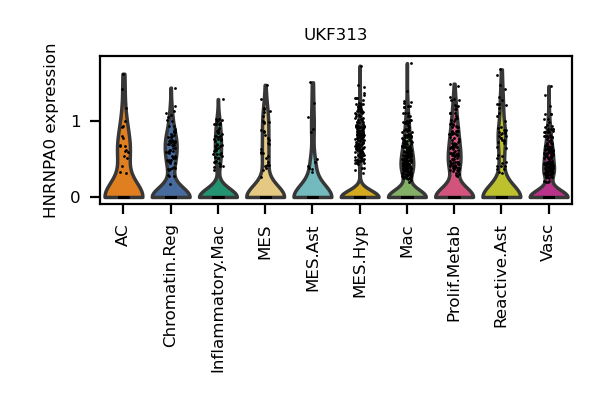 UKF313
HNRNPA0 expression
1
0
AC
Chromatin.Reg
Inflammatory.Mac
MES
MES.Ast
MES.Hyp
Mac
Prolif.Metab
Reactive.Ast
Vasc